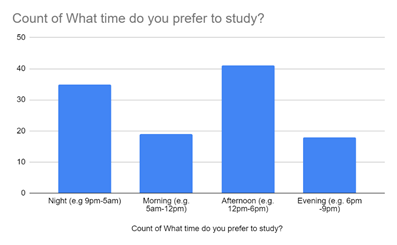 Count of What time do you prefer to study?
50
40
30
20
10
0
Night (e.g 9pm-5am)
Morning (e.g.
5am-12pm)
Afternoon (e.g.
12pm-6pm)
Evening (e.g. 6pm
-9pm)
Count of What time do you prefer to study?